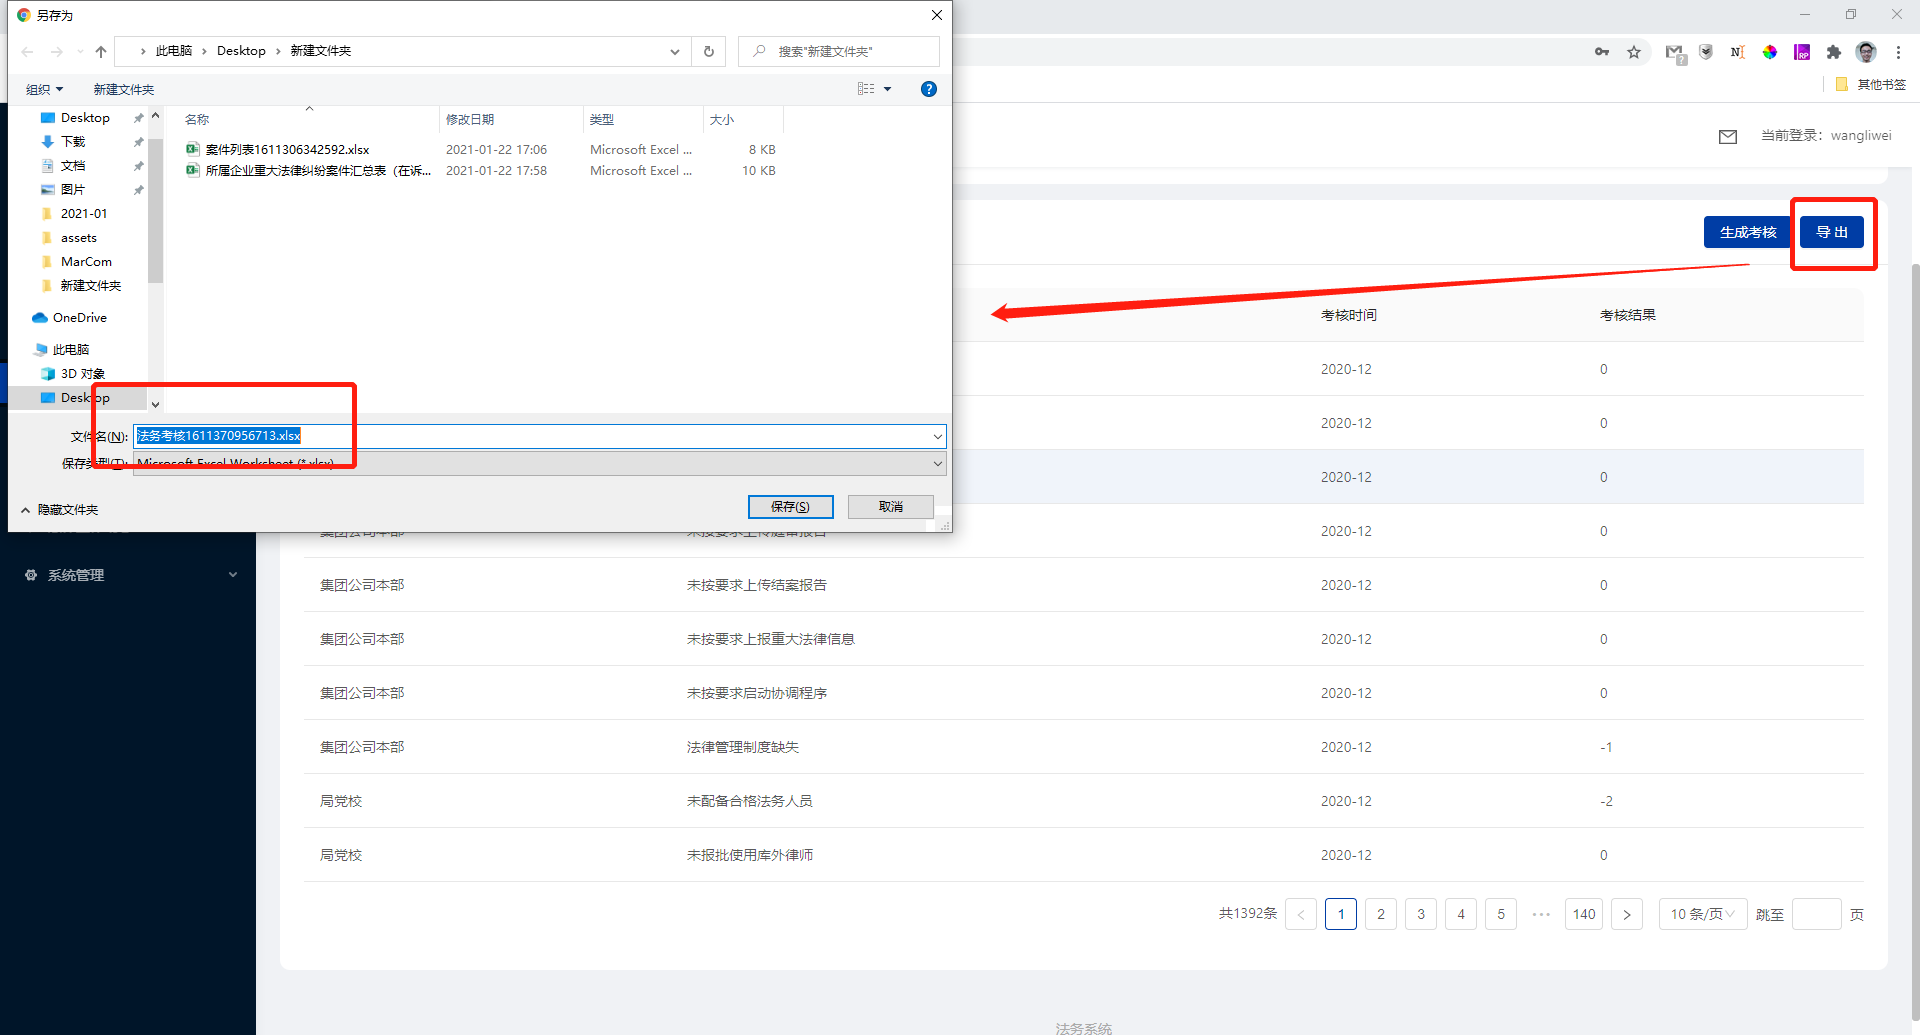 另存为
此电脑 › Desktop › 新建文件夹
搜索"新建文件夹"
组织
新建文件夹
名称 修改日期 类型 大小
案件列表1611306342592.xlsx 2021-01-22 17:06 Microsoft Excel ... 8 KB
所属企业重大法律纠纷案件汇总表（在诉... 2021-01-22 17:58 Microsoft Excel ... 10 KB
Desktop
下载
文档
图片
2021-01
assets
MarCom
新建文件夹
OneDrive
此电脑
3D 对象
Desktop
文件名(N): 法务考核1611370956713.xlsx
保存类型(T): Microsoft Excel Worksheet (*.xlsx)
隐藏文件夹
保存(S)
取消
其他书签
当前登录：wangliwei
生成考核
导 出
考核时间 考核结果
2020-12 0
2020-12 0
2020-12 0
集团公司本部 未按要求上传庭审报告 2020-12 0
集团公司本部 未按要求上传结案报告 2020-12 0
集团公司本部 未按要求上报重大法律信息 2020-12 0
集团公司本部 未按要求启动协调程序 2020-12 0
集团公司本部 法律管理制度缺失 2020-12 -1
局党校 未配备合格法务人员 2020-12 -2
局党校 未报批使用库外律师 2020-12 0
系统管理
共1392条 < 1 2 3 4 5 ••• 140 > 10 条/页 跳至 页
法务系统